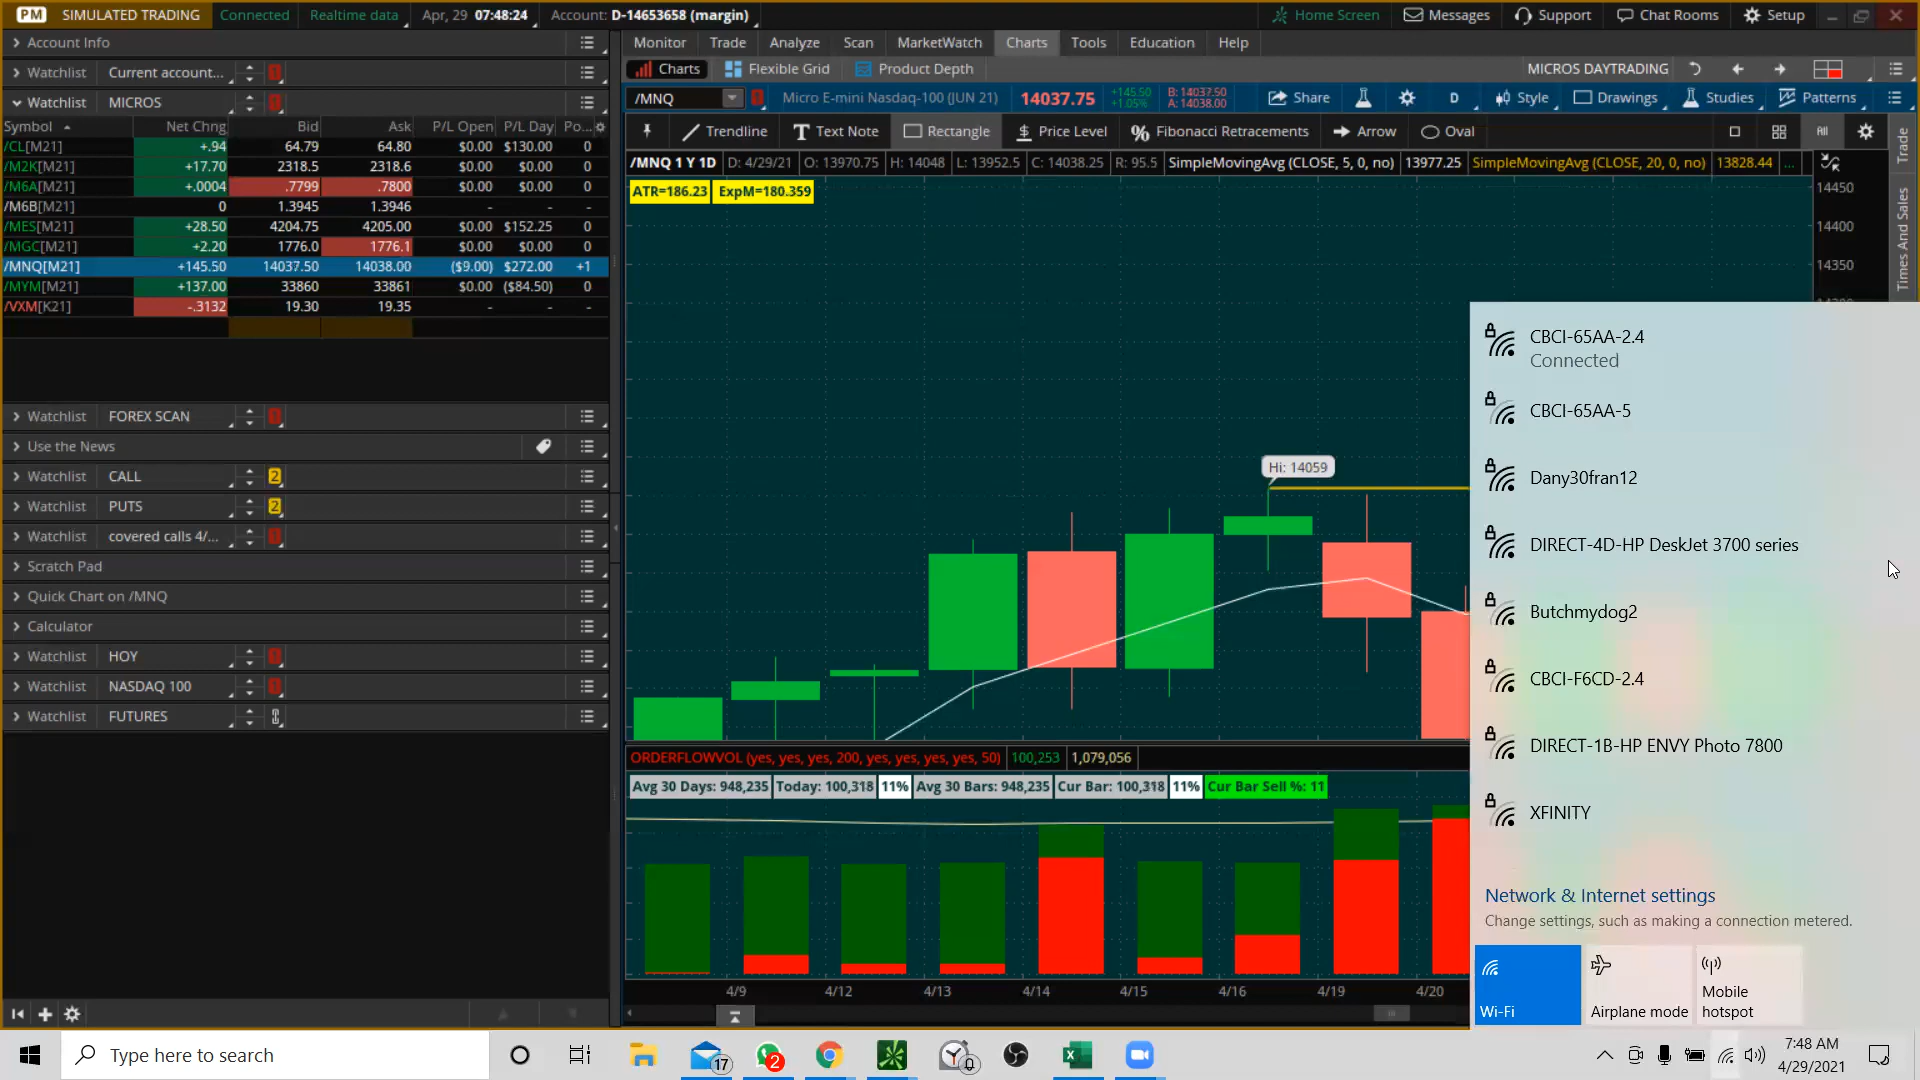 PM SIMULATED TRADING Connected Realtime data Apr, 29 07:48:24 Account: D-14653658 (margin) Home Screen Messages Support Chat Rooms Setup
Account Info
Monitor Trade Analyze Scan MarketWatch Charts Tools Education Help
Watchlist Current account...
Charts Flexible Grid Product Depth MICROS DAYTRADING
Watchlist MICROS
/MNQ Micro E-mini Nasdaq-100 (JUN 21) 14037.75 +145.50 +1.05% B: 14037.50 A: 14038.00 Share D Style Drawings Studies Patterns
Symbol Net Chng Bid Ask P/L Open P/L Day Po...
/CL[M21] +.94 64.79 64.80 $0.00 $130.00 0
/M2K[M21] +17.70 2318.5 2318.6 $0.00 $0.00 0
/M6A[M21] +.0004 .7799 .7800 $0.00 $0.00 0
/M6B[M21] 0 1.3945 1.3946 - -
/MES[M21] +28.50 4204.75 4205.00 $0.00 $152.25 0
/MGC[M21] +2.20 1776.0 1776.1 $0.00 $0.00 0
/MNQ[M21] +145.50 14037.50 14038.00 ($9.00) $272.00 +1
/MYM[M21] +137.00 33860 33861 $0.00 ($84.50) 0
/VXM[K21] -.3132 19.30 19.35 - -
Watchlist FOREX SCAN
Use the News
Watchlist CALL 2
Watchlist PUTS 2
Watchlist covered calls 4/...
Scratch Pad
Quick Chart on /MNQ
Calculator
Watchlist HOY
Watchlist NASDAQ 100
Watchlist FUTURES
Trendline Text Note Rectangle Price Level Fibonacci Retracements Arrow Oval All
/MNQ 1 Y 1D D: 4/29/21 O: 13970.75 H: 14048 L: 13952.5 C: 14038.25 R: 95.5 SimpleMovingAvg (CLOSE, 5, 0, no) 13977.25 SimpleMovingAvg (CLOSE, 20, 0, no) 13828.44 ...
ATR=186.23 ExpM=180.359
14450
14400
14350
Trade
Times And Sales
Hi: 14059
ORDERFLOWVOL (yes, yes, yes, 200, yes, yes, yes, yes, 50) 100,253 1,079,056
Avg 30 Days: 948,235 Today: 100,318 11% Avg 30 Bars: 948,235 Cur Bar: 100,318 11% Cur Bar Sell %: 11
4/9 4/12 4/13 4/14 4/15 4/16 4/19 4/20
CBCI-65AA-2.4
Connected
CBCI-65AA-5
Dany30fran12
DIRECT-4D-HP DeskJet 3700 series
Butchmydog2
CBCI-F6CD-2.4
DIRECT-1B-HP ENVY Photo 7800
XFINITY
Network & Internet settings
Change settings, such as making a connection metered.
Wi-Fi
Airplane mode
Mobile
hotspot
Type here to search
17
2
0
7:48 AM
4/29/2021